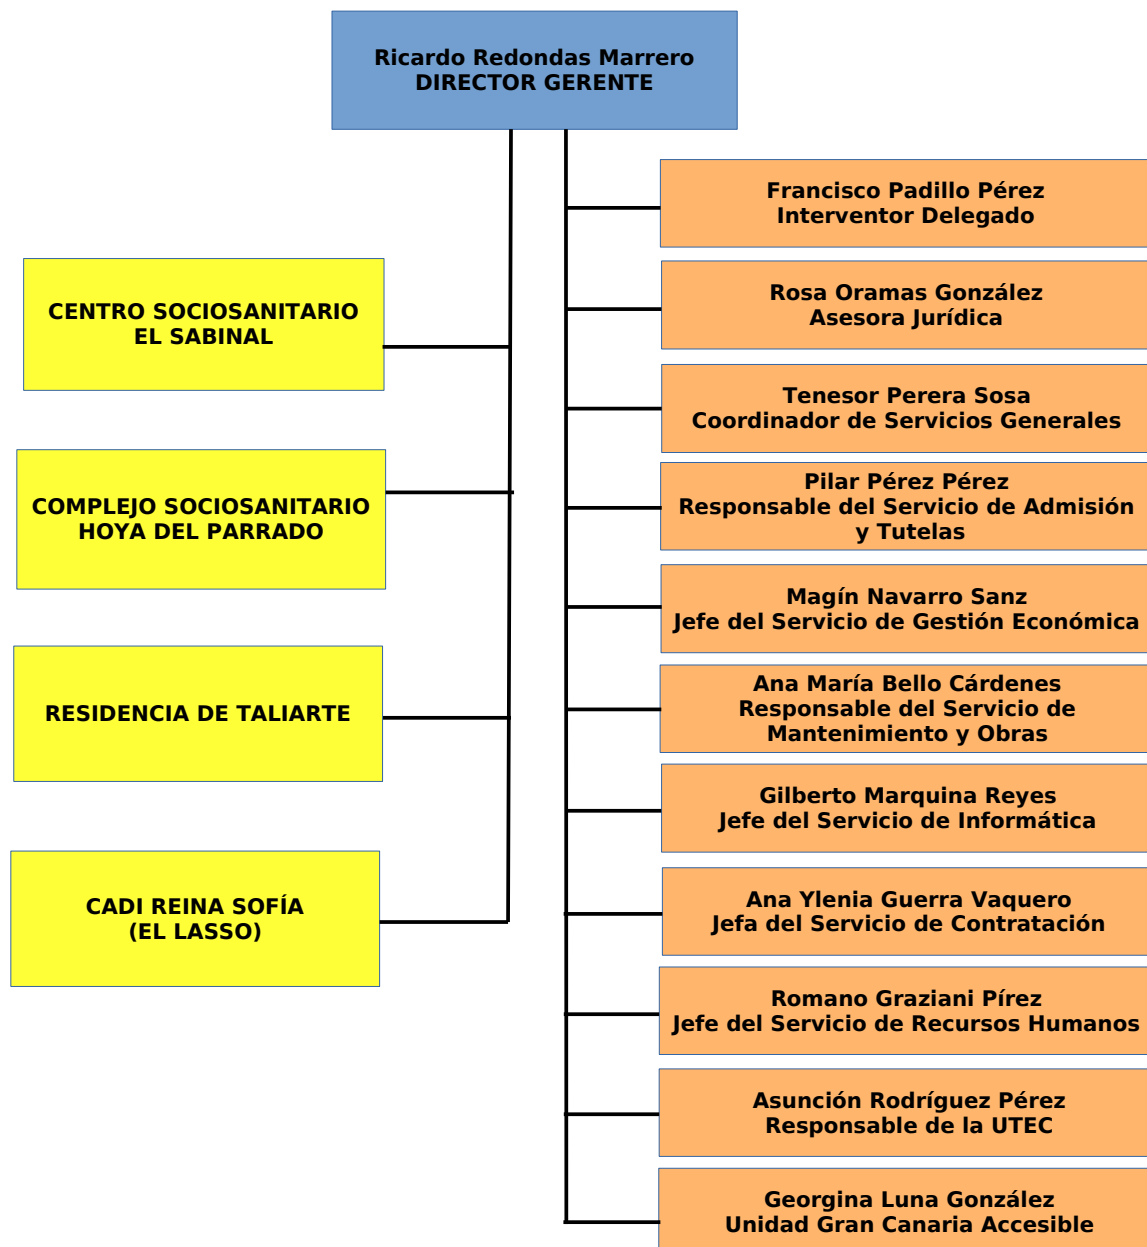 Ricardo Redondas Marrero
DIRECTOR GERENTE
Francisco Padillo Pérez
Interventor Delegado
Rosa Oramas González
Asesora Jurídica
Tenesor Perera Sosa
Coordinador de Servicios Generales
Pilar Pérez Pérez
Responsable del Servicio de Admisión
y Tutelas
Magín Navarro Sanz
Jefe del Servicio de Gestión Económica
Ana María Bello Cárdenes
Responsable del Servicio de
Mantenimiento y Obras
Gilberto Marquina Reyes
Jefe del Servicio de Informática
Ana Ylenia Guerra Vaquero
Jefa del Servicio de Contratación
Romano Graziani Pírez
Jefe del Servicio de Recursos Humanos
Asunción Rodríguez Pérez
Responsable de la UTEC
Georgina Luna González
Unidad Gran Canaria Accesible
CENTRO SOCIOSANITARIO
EL SABINAL
COMPLEJO SOCIOSANITARIO
HOYA DEL PARRADO
RESIDENCIA DE TALIARTE
CADI REINA SOFÍA
(EL LASSO)